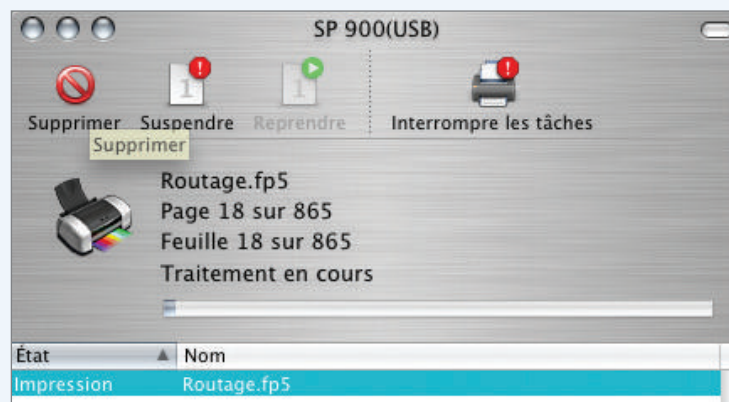 SP 900(USB)
Supprimer Suspendre Reprendre Interrompre les tâches
Supprimer
Routage.fp5
Page 18 sur 865
Feuille 18 sur 865
Traitement en cours
État Nom
Impression Routage.fp5